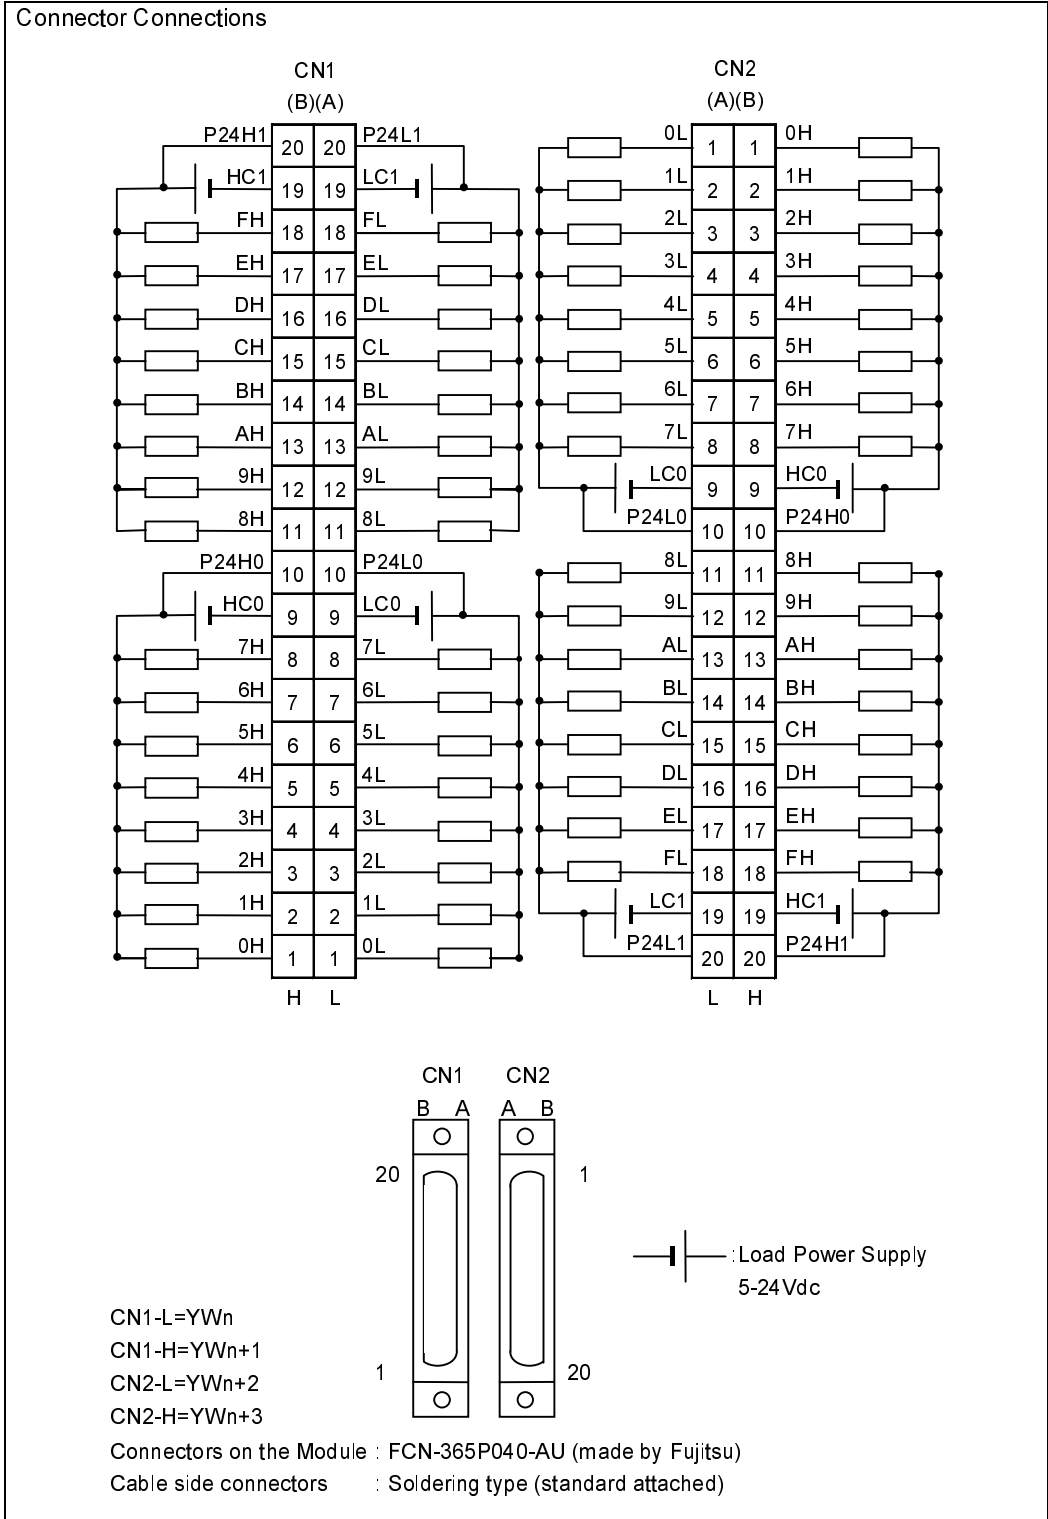 Connector Connections
CN1 CN2
(B)(A) (A)(B)
P24H1 20 20 P24L1 0L 1 1 0H
HC1 19 19 LC1 1L 2 2 1H
FH 18 18 FL 2L 3 3 2H
EH 17 17 EL 3L 4 4 3H
DH 16 16 DL 4L 5 5 4H
CH 15 15 CL 5L 6 6 5H
BH 14 14 BL 6L 7 7 6H
AH 13 13 AL 7L 8 8 7H
9H 12 12 9L LC0 9 9 HC0
8H 11 11 8L P24L0 10 10 P24H0
P24H0 10 10 P24L0 8L 11 11 8H
HC0 9 9 LC0 9L 12 12 9H
7H 8 8 7L AL 13 13 AH
6H 7 7 6L BL 14 14 BH
5H 6 6 5L CL 15 15 CH
4H 5 5 4L DL 16 16 DH
3H 4 4 3L EL 17 17 EH
2H 3 3 2L FL 18 18 FH
1H 2 2 1L LC1 19 19 HC1
0H 1 1 0L P24L1 20 20 P24H1
H L L H
CN1 CN2
B A A B
20 1
:Load Power Supply
5-24Vdc
1 20
CN1-L=YWn
CN1-H=YWn+1
CN2-L=YWn+2
CN2-H=YWn+3
Connectors on the Module : FCN-365P040-AU (made by Fujitsu)
Cable side connectors : Soldering type (standard attached)